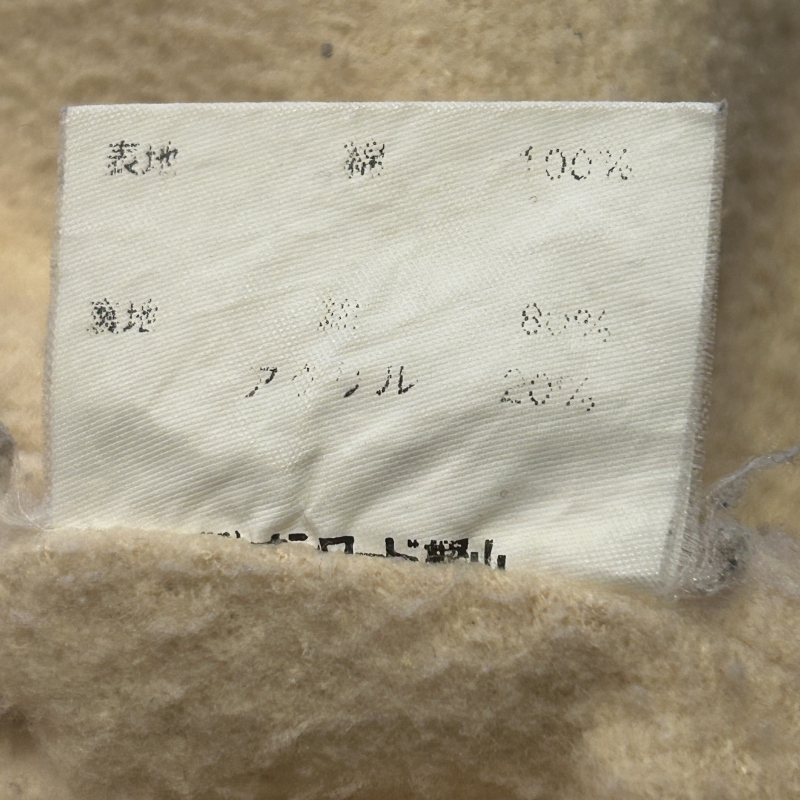 表地 綿 100%
裏地 綿 80%
アクリル 20%